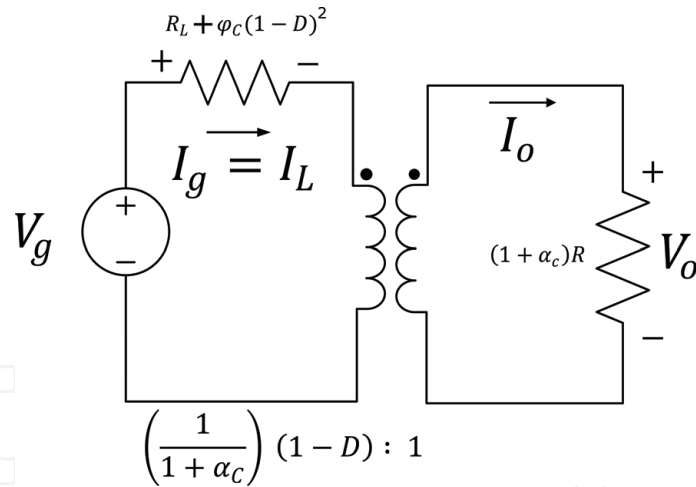 R_L + φ_C(1 − D)²
+ −
I_g = I_L
I_o
V_g
+
−
+
(1 + α_c)R
V_o
−
(1/(1 + α_C)) (1 − D) : 1